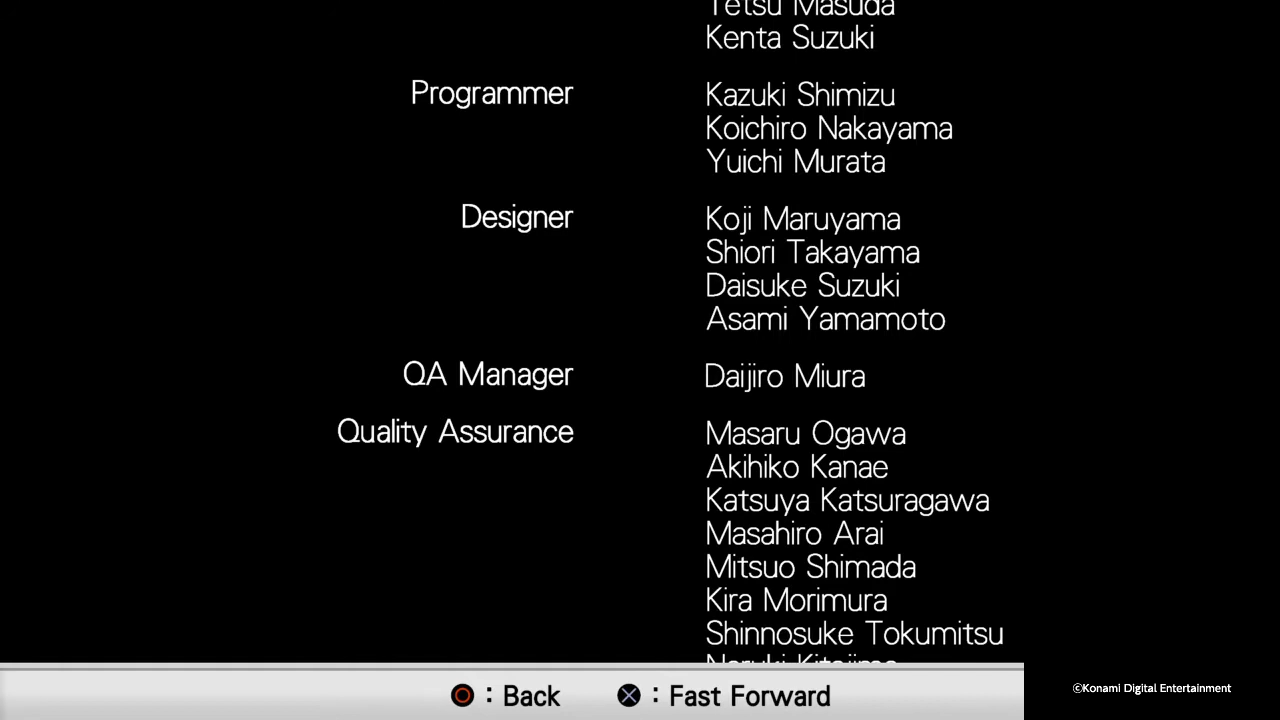 Tetsu Masuda
Kenta Suzuki
Programmer Kazuki Shimizu
Koichiro Nakayama
Yuichi Murata
Designer Koji Maruyama
Shiori Takayama
Daisuke Suzuki
Asami Yamamoto
QA Manager Daijiro Miura
Quality Assurance Masaru Ogawa
Akihiko Kanae
Katsuya Katsuragawa
Masahiro Arai
Mitsuo Shimada
Kira Morimura
Shinnosuke Tokumitsu
: Back : Fast Forward
©Konami Digital Entertainment